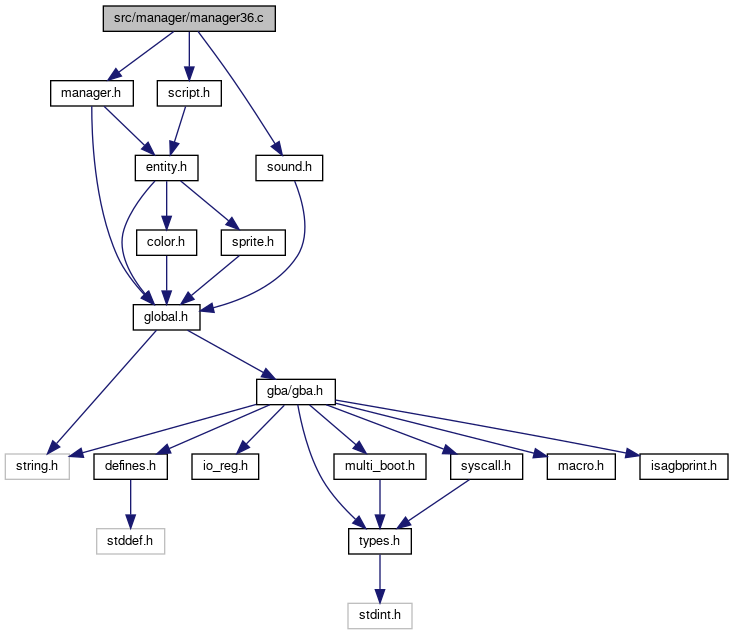 src/manager/manager36.c
manager.h
script.h
entity.h
sound.h
color.h
sprite.h
global.h
gba/gba.h
string.h
defines.h
io_reg.h
multi_boot.h
syscall.h
macro.h
isagbprint.h
stddef.h
types.h
stdint.h